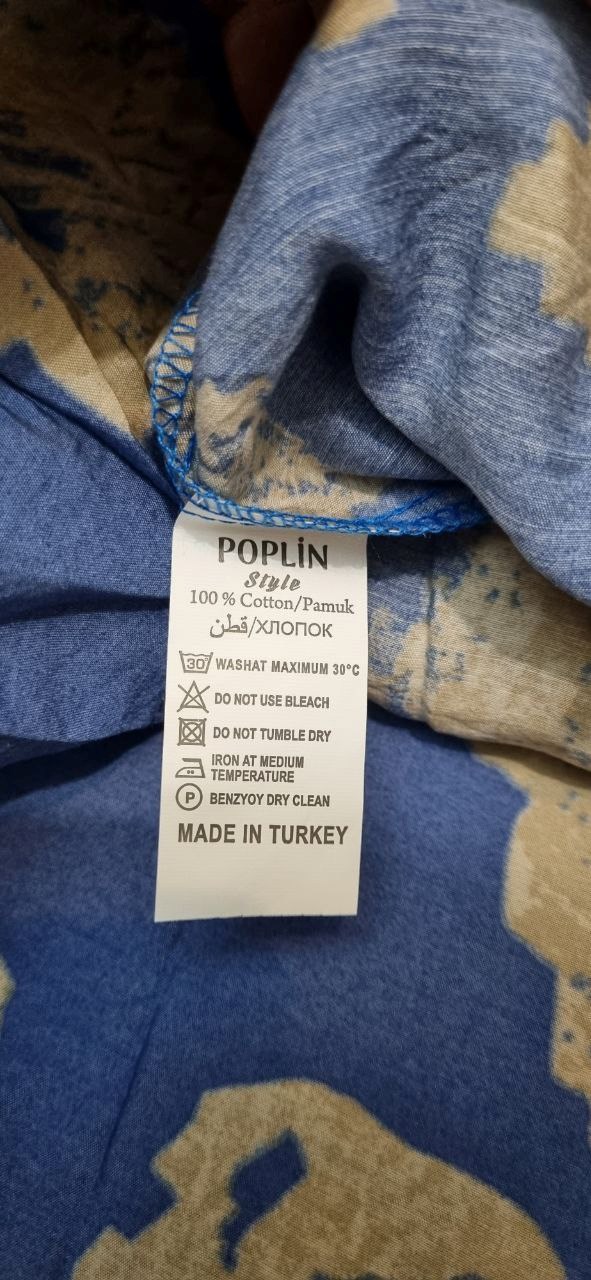 POPLİN
Style
100 % Cotton/Pamuk
قطن/ХЛОПОК
30° WASHAT MAXIMUM 30°C
DO NOT USE BLEACH
DO NOT TUMBLE DRY
IRON AT MEDIUM
TEMPERATURE
P BENZYOY DRY CLEAN
MADE IN TURKEY